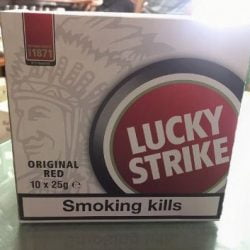 1871
LUCKY
STRIKE
ORIGINAL
RED
10 x 25g e
Smoking kills